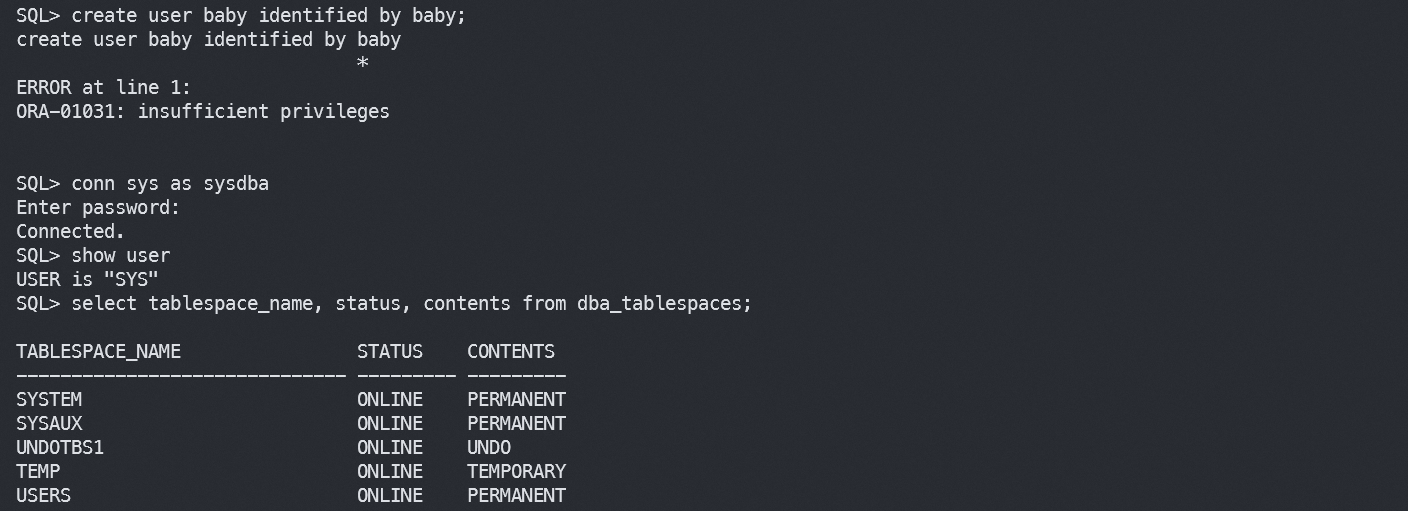 SQL> create user baby identified by baby;
create user baby identified by baby
                               *
ERROR at line 1:
ORA-01031: insufficient privileges
SQL> conn sys as sysdba
Enter password:
Connected.
SQL> show user
USER is "SYS"
SQL> select tablespace_name, status, contents from dba_tablespaces;
TABLESPACE_NAME                STATUS    CONTENTS
------------------------------ --------- ---------
SYSTEM                         ONLINE    PERMANENT
SYSAUX                         ONLINE    PERMANENT
UNDOTBS1                       ONLINE    UNDO
TEMP                           ONLINE    TEMPORARY
USERS                          ONLINE    PERMANENT